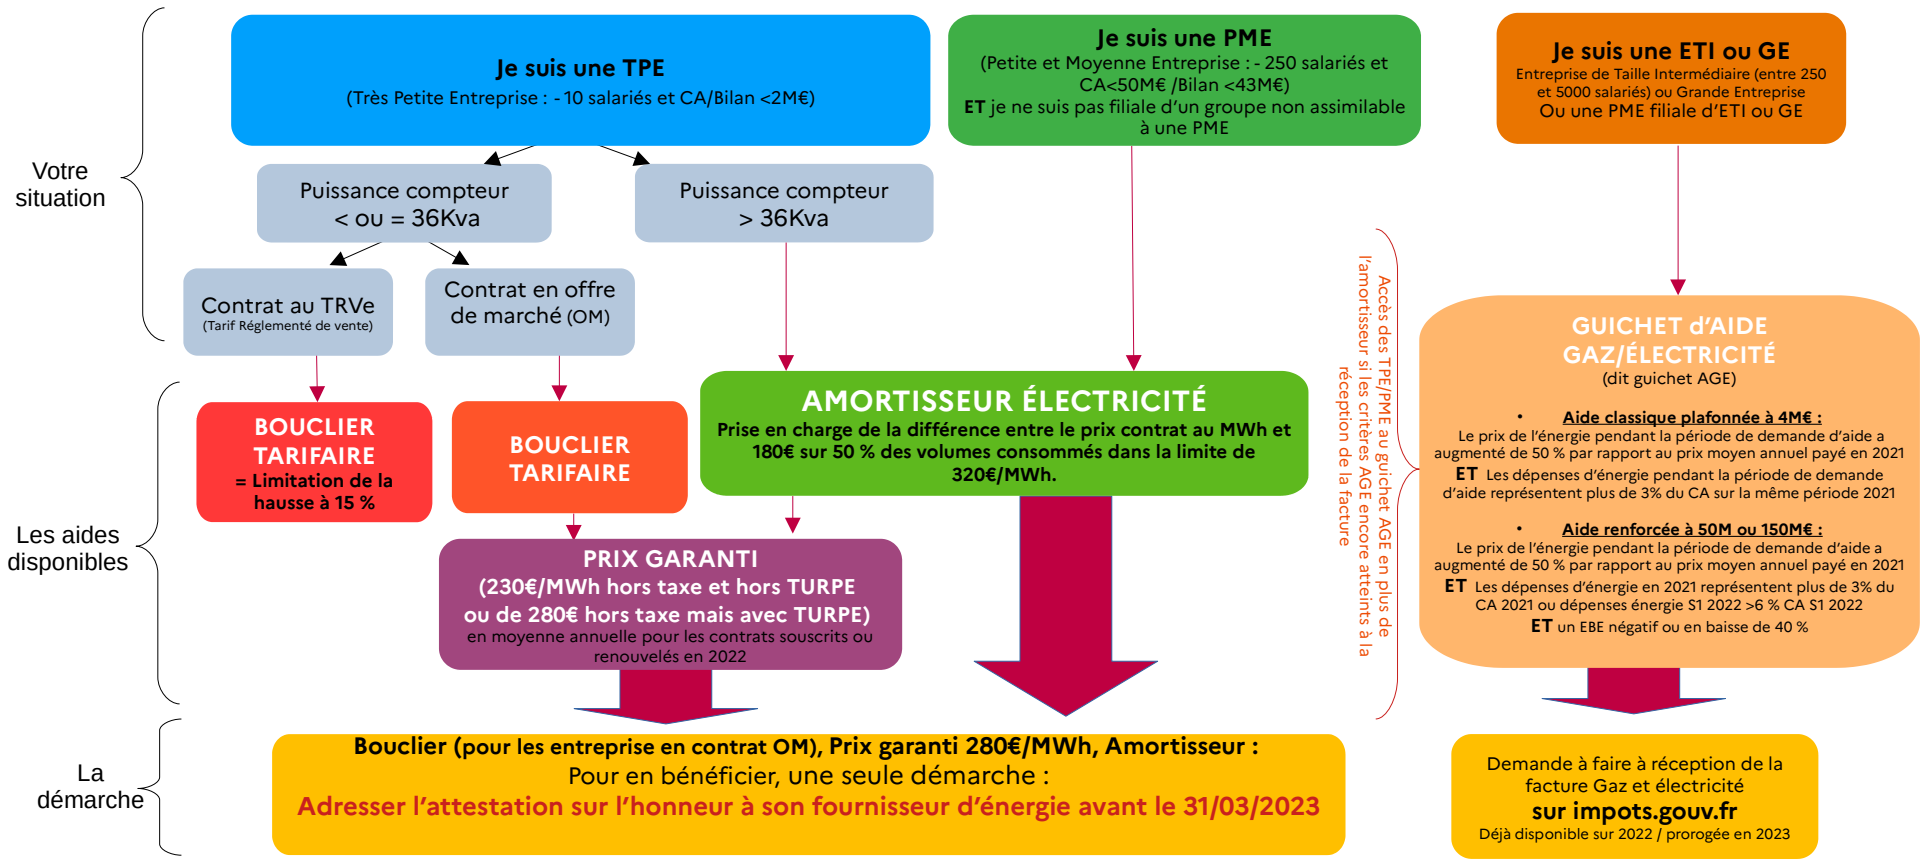 Je suis une TPE
(Très Petite Entreprise : - 10 salariés et CA/Bilan <2M€)
Je suis une PME
(Petite et Moyenne Entreprise : - 250 salariés et
CA<50M€ /Bilan <43M€)
ET je ne suis pas filiale d'un groupe non assimilable
à une PME
Je suis une ETI ou GE
Entreprise de Taille Intermédiaire (entre 250
et 5000 salariés) ou Grande Entreprise
Ou une PME filiale d'ETI ou GE
Votre
situation
Puissance compteur
< ou = 36Kva
Puissance compteur
> 36Kva
Contrat au TRVe
(Tarif Réglementé de vente)
Contrat en offre
de marché (OM)
Les aides
disponibles
BOUCLIER
TARIFAIRE
= Limitation de la
hausse à 15 %
BOUCLIER
TARIFAIRE
AMORTISSEUR ÉLECTRICITÉ
Prise en charge de la différence entre le prix contrat au MWh et
180€ sur 50 % des volumes consommés dans la limite de
320€/MWh.
PRIX GARANTI
(230€/MWh hors taxe et hors TURPE
ou de 280€ hors taxe mais avec TURPE)
en moyenne annuelle pour les contrats souscrits ou
renouvelés en 2022
Accès des TPE/PME au guichet AGE en plus de
l'amortisseur si les critères AGE encore atteints à la
réception de la facture
GUICHET d'AIDE
GAZ/ÉLECTRICITÉ
(dit guichet AGE)
• Aide classique plafonnée à 4M€ :
Le prix de l'énergie pendant la période de demande d'aide a
augmenté de 50 % par rapport au prix moyen annuel payé en 2021
ET Les dépenses d'énergie pendant la période de demande
d'aide représentent plus de 3% du CA sur la même période 2021
• Aide renforcée à 50M ou 150M€ :
Le prix de l'énergie pendant la période de demande d'aide a
augmenté de 50 % par rapport au prix moyen annuel payé en 2021
ET Les dépenses d'énergie en 2021 représentent plus de 3% du
CA 2021 ou dépenses énergie S1 2022 >6 % CA S1 2022
ET un EBE négatif ou en baisse de 40 %
La
démarche
Bouclier (pour les entreprise en contrat OM), Prix garanti 280€/MWh, Amortisseur :
Pour en bénéficier, une seule démarche :
Adresser l'attestation sur l'honneur à son fournisseur d'énergie avant le 31/03/2023
Demande à faire à réception de la
facture Gaz et électricité
sur impots.gouv.fr
Déjà disponible sur 2022 / prorogée en 2023